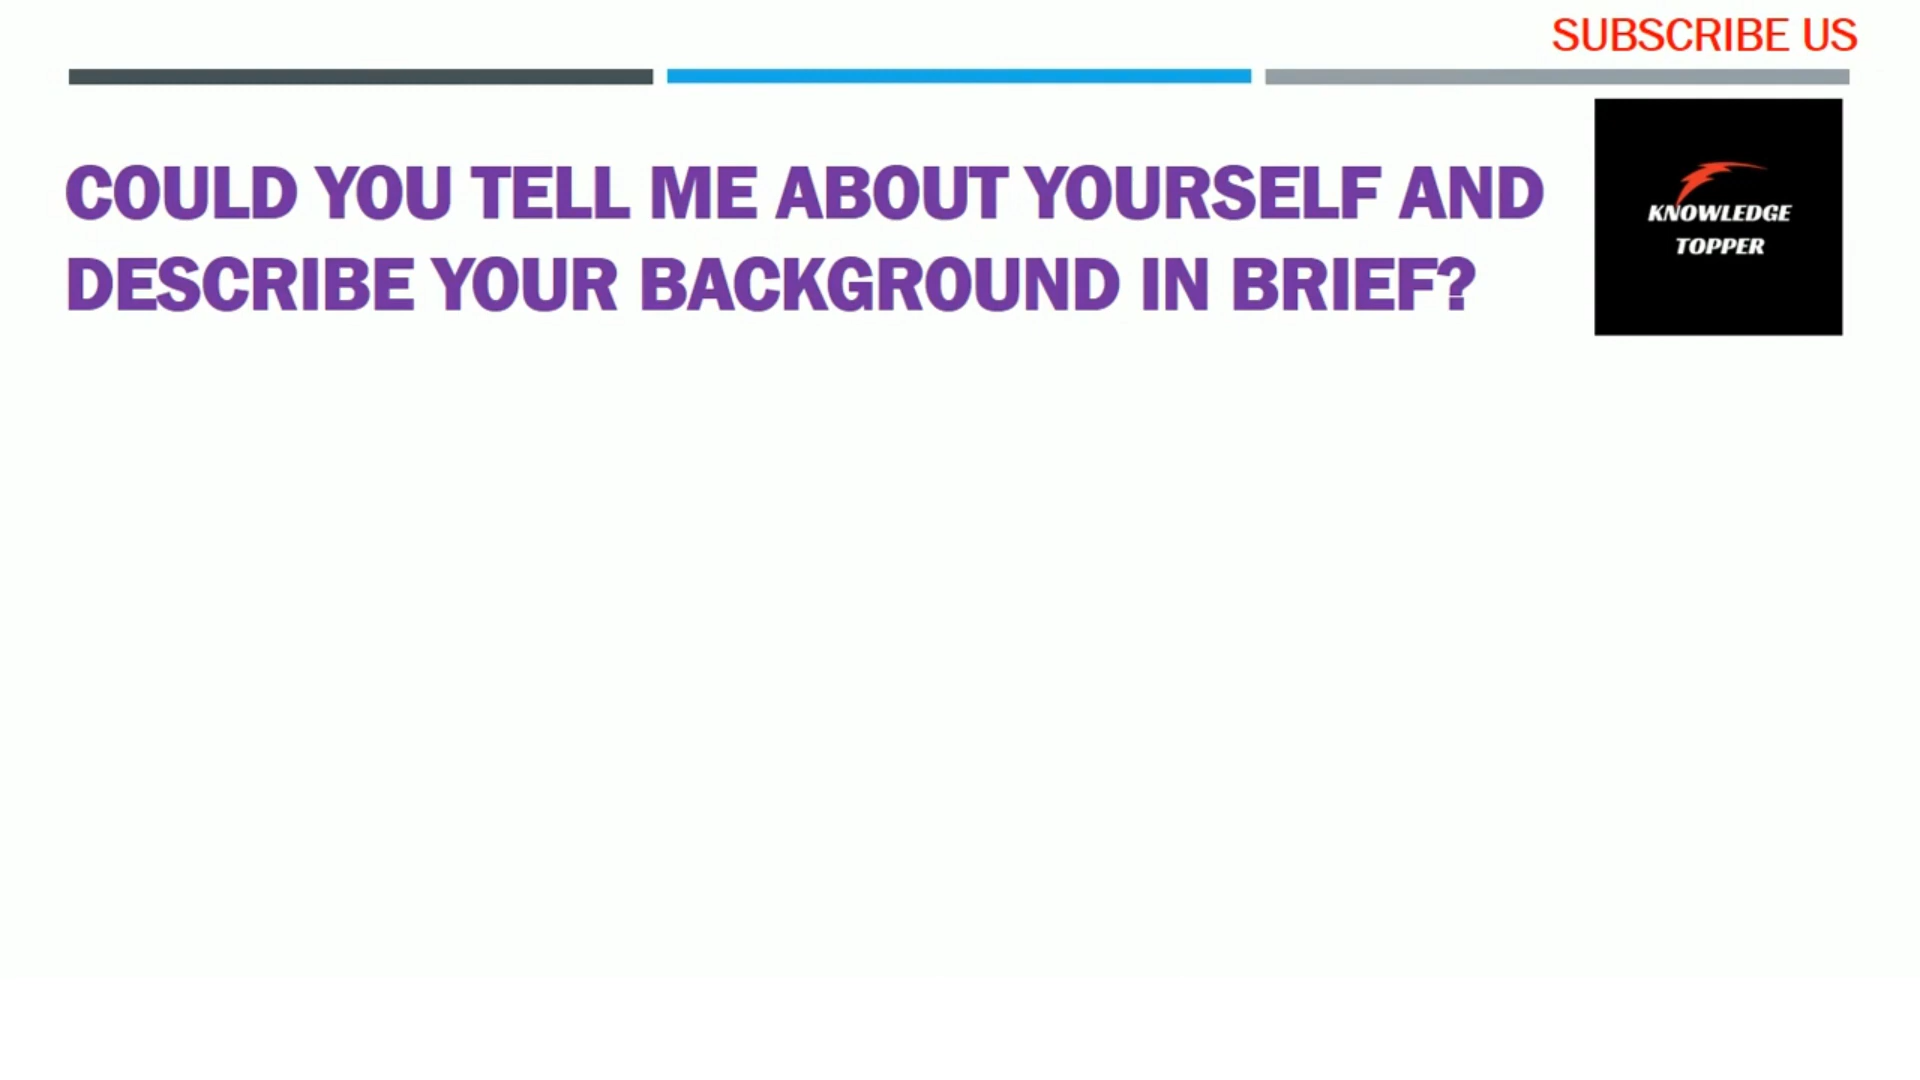 SUBSCRIBE US
COULD YOU TELL ME ABOUT YOURSELF AND
DESCRIBE YOUR BACKGROUND IN BRIEF?
KNOWLEDGE
TOPPER